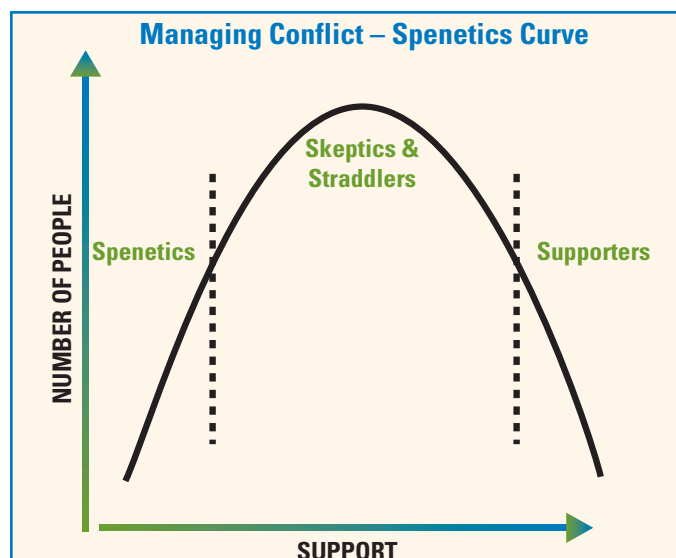 Managing Conflict – Spenetics Curve
Skeptics &
Straddlers
Spenetics
Supporters
NUMBER OF PEOPLE
SUPPORT